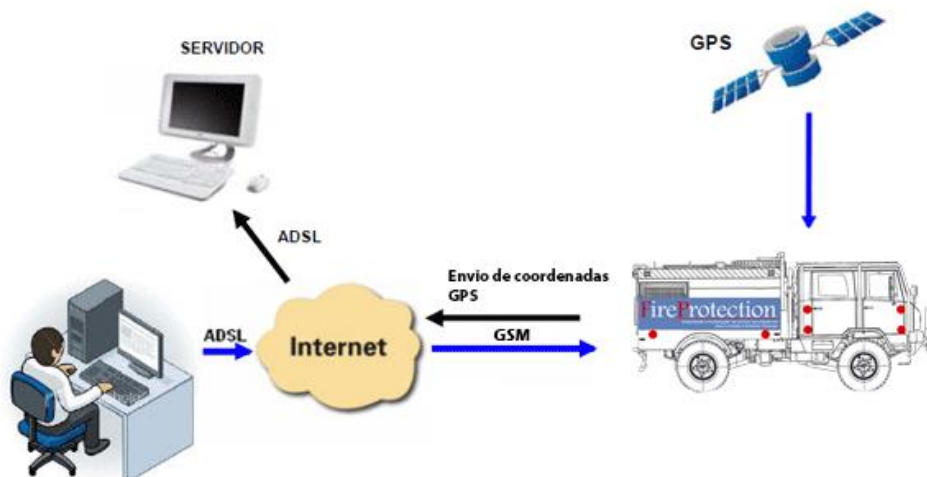 SERVIDOR
GPS
ADSL
Envio de coordenadas
GPS
FireProtection
ADSL
Internet
GSM